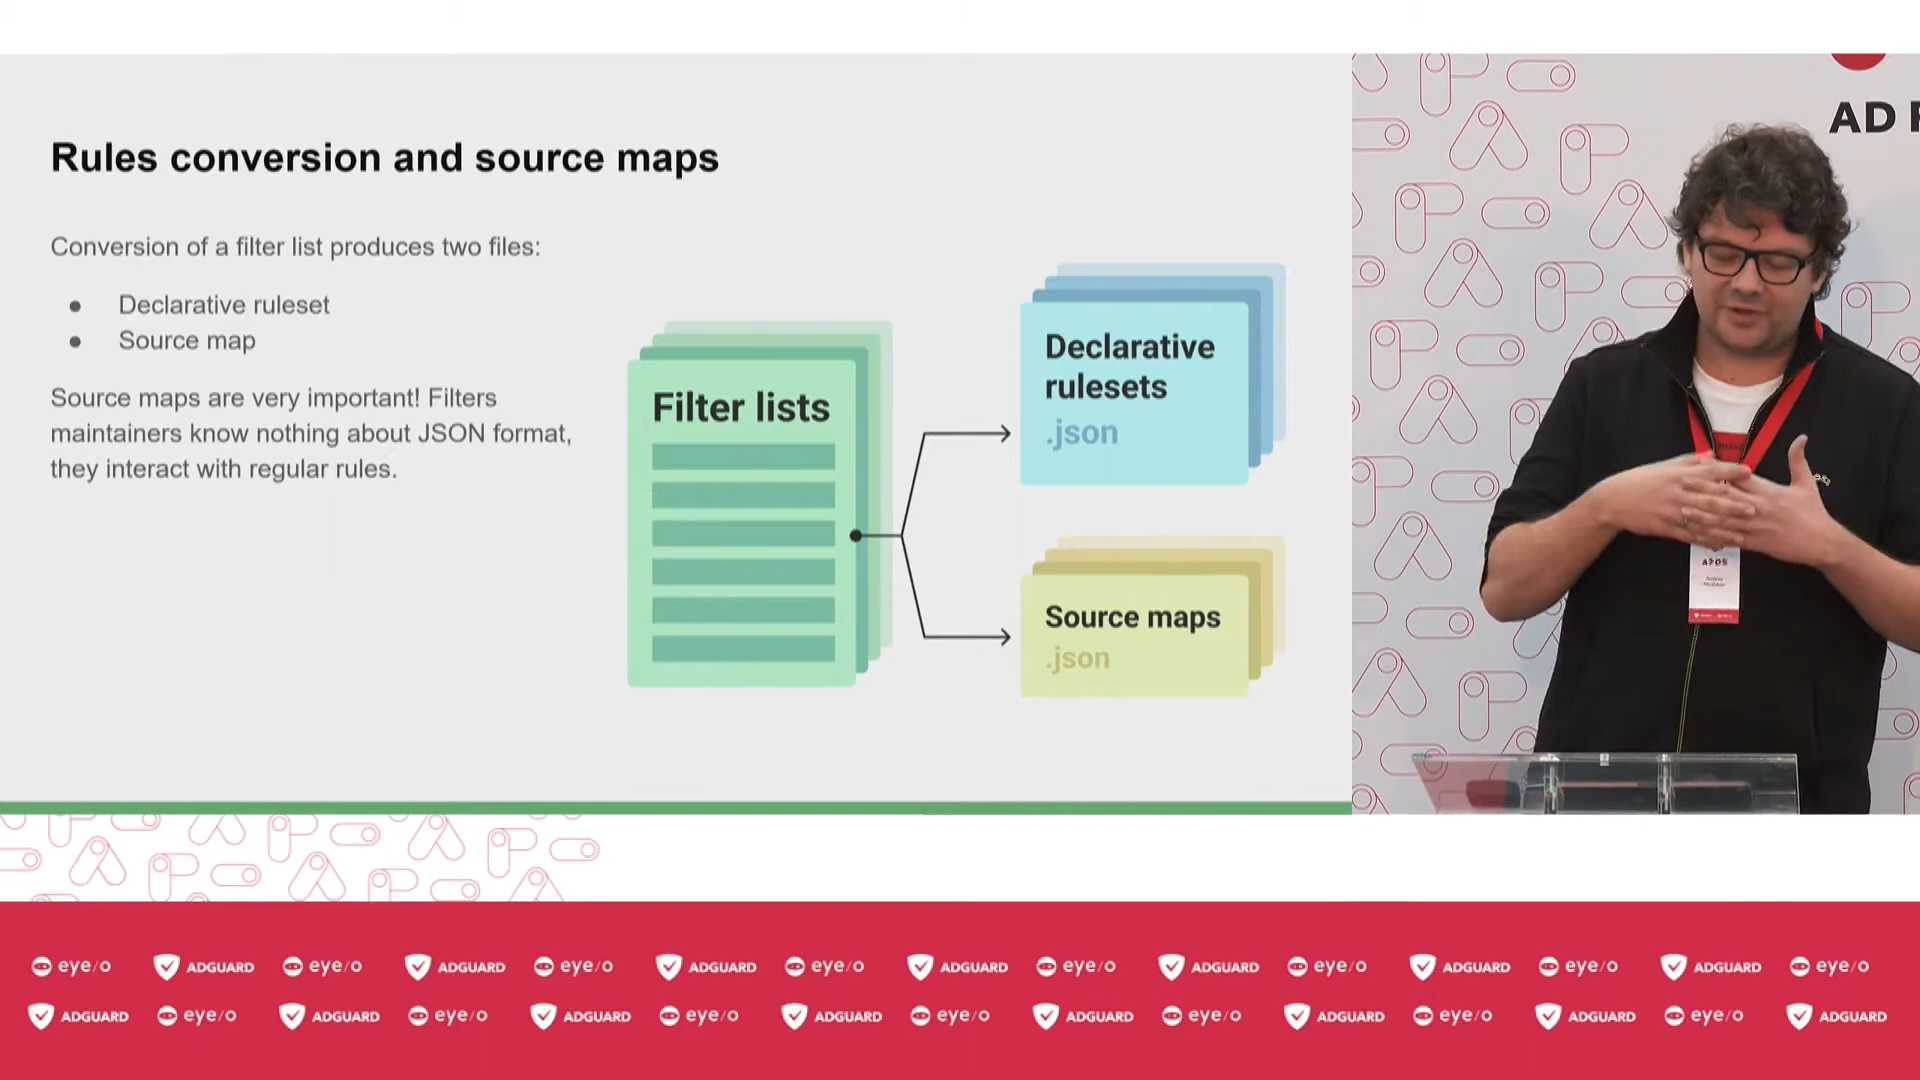 Rules conversion and source maps
Conversion of a filter list produces two files:
● Declarative ruleset
● Source map
Source maps are very important! Filters
maintainers know nothing about JSON format,
they interact with regular rules.
Filter lists
Declarative
rulesets
.json
Source maps
.json
AD
eye/o ADGUARD eye/o ADGUARD eye/o ADGUARD eye/o ADGUARD eye/o ADGUARD eye/o ADGUARD eye/o ADGUARD eye/o
ADGUARD eye/o ADGUARD eye/o ADGUARD eye/o ADGUARD eye/o ADGUARD eye/o ADGUARD eye/o ADGUARD eye/o ADGUARD